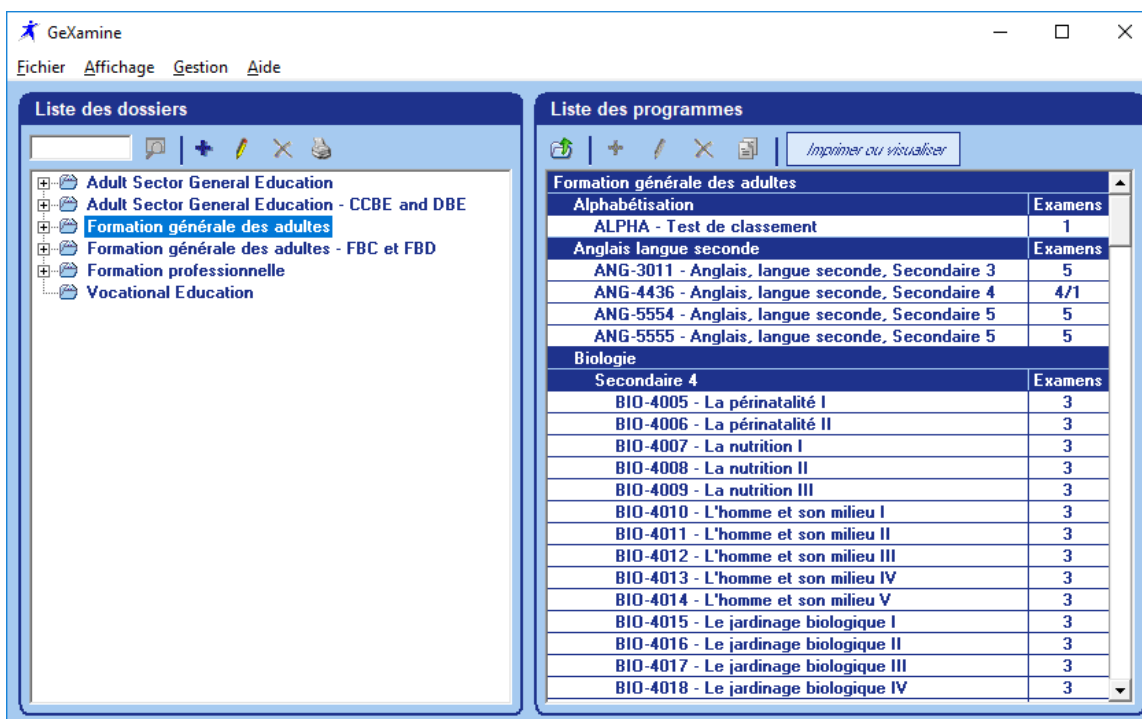 GeXamine
Fichier Affichage Gestion Aide
Liste des dossiers
Adult Sector General Education
Adult Sector General Education - CCBE and DBE
Formation générale des adultes
Formation générale des adultes - FBC et FBD
Formation professionnelle
Vocational Education
Liste des programmes
Imprimer ou visualiser
Formation générale des adultes
Alphabétisation Examens
ALPHA - Test de classement 1
Anglais langue seconde Examens
ANG-3011 - Anglais, langue seconde, Secondaire 3 5
ANG-4436 - Anglais, langue seconde, Secondaire 4 4/1
ANG-5554 - Anglais, langue seconde, Secondaire 5 5
ANG-5555 - Anglais, langue seconde, Secondaire 5 5
Biologie
Secondaire 4 Examens
BIO-4005 - La périnatalité I 3
BIO-4006 - La périnatalité II 3
BIO-4007 - La nutrition I 3
BIO-4008 - La nutrition II 3
BIO-4009 - La nutrition III 3
BIO-4010 - L'homme et son milieu I 3
BIO-4011 - L'homme et son milieu II 3
BIO-4012 - L'homme et son milieu III 3
BIO-4013 - L'homme et son milieu IV 3
BIO-4014 - L'homme et son milieu V 3
BIO-4015 - Le jardinage biologique I 3
BIO-4016 - Le jardinage biologique II 3
BIO-4017 - Le jardinage biologique III 3
BIO-4018 - Le jardinage biologique IV 3